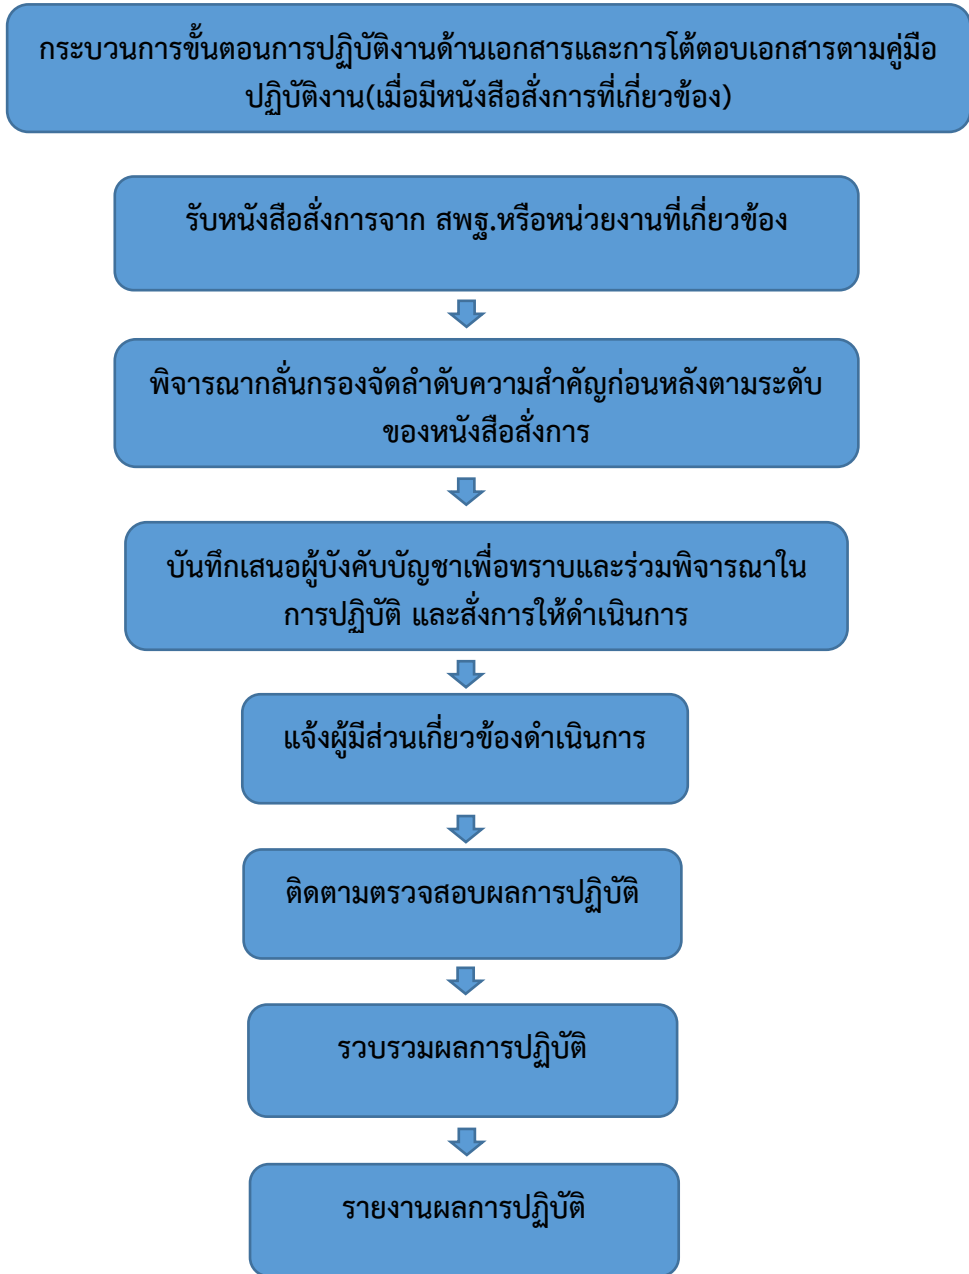 กระบวนการขั้นตอนการปฏิบัติงานด้านเอกสารและการโต้ตอบเอกสารตามคู่มือ
ปฏิบัติงาน(เมื่อมีหนังสือสั่งการที่เกี่ยวข้อง)
รับหนังสือสั่งการจาก สพฐ.หรือหน่วยงานที่เกี่ยวข้อง
พิจารณากลั่นกรองจัดลำดับความสำคัญก่อนหลังตามระดับ
ของหนังสือสั่งการ
บันทึกเสนอผู้บังคับบัญชาเพื่อทราบและร่วมพิจารณาใน
การปฏิบัติ และสั่งการให้ดำเนินการ
แจ้งผู้มีส่วนเกี่ยวข้องดำเนินการ
ติดตามตรวจสอบผลการปฏิบัติ
รวบรวมผลการปฏิบัติ
รายงานผลการปฏิบัติ